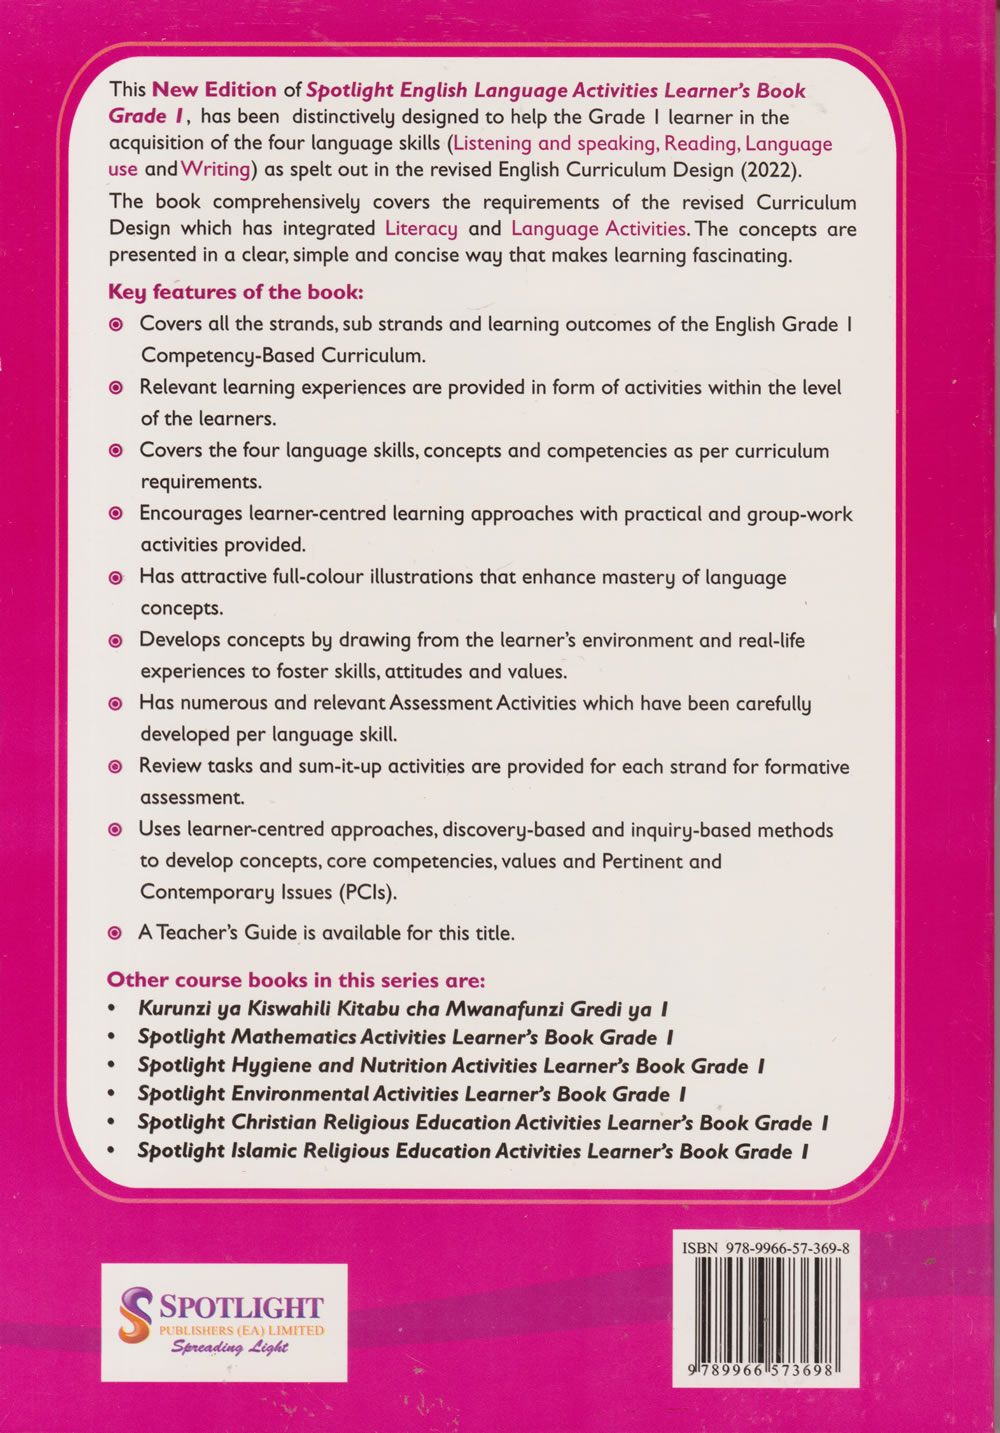 This New Edition of Spotlight English Language Activities Learner's Book
Grade 1, has been distinctively designed to help the Grade 1 learner in the
acquisition of the four language skills (Listening and speaking, Reading, Language
use and Writing) as spelt out in the revised English Curriculum Design (2022).
The book comprehensively covers the requirements of the revised Curriculum
Design which has integrated Literacy and Language Activities. The concepts are
presented in a clear, simple and concise way that makes learning fascinating.
Key features of the book:
Covers all the strands, sub strands and learning outcomes of the English Grade 1
Competency-Based Curriculum.
Relevant learning experiences are provided in form of activities within the level
of the learners.
Covers the four language skills, concepts and competencies as per curriculum
requirements.
Encourages learner-centred learning approaches with practical and group-work
activities provided.
Has attractive full-colour illustrations that enhance mastery of language
concepts.
Develops concepts by drawing from the learner's environment and real-life
experiences to foster skills, attitudes and values.
Has numerous and relevant Assessment Activities which have been carefully
developed per language skill.
Review tasks and sum-it-up activities are provided for each strand for formative
assessment.
Uses learner-centred approaches, discovery-based and inquiry-based methods
to develop concepts, core competencies, values and Pertinent and
Contemporary Issues (PCIs).
A Teacher's Guide is available for this title.
Other course books in this series are:
• Kurunzi ya Kiswahili Kitabu cha Mwanafunzi Gredi ya 1
• Spotlight Mathematics Activities Learner's Book Grade 1
• Spotlight Hygiene and Nutrition Activities Learner's Book Grade 1
• Spotlight Environmental Activities Learner's Book Grade 1
• Spotlight Christian Religious Education Activities Learner's Book Grade 1
• Spotlight Islamic Religious Education Activities Learner's Book Grade 1
SPOTLIGHT
PUBLISHERS (EA) LIMITED
Spreading Light
ISBN 978-9966-57-369-8
9 789966 573698